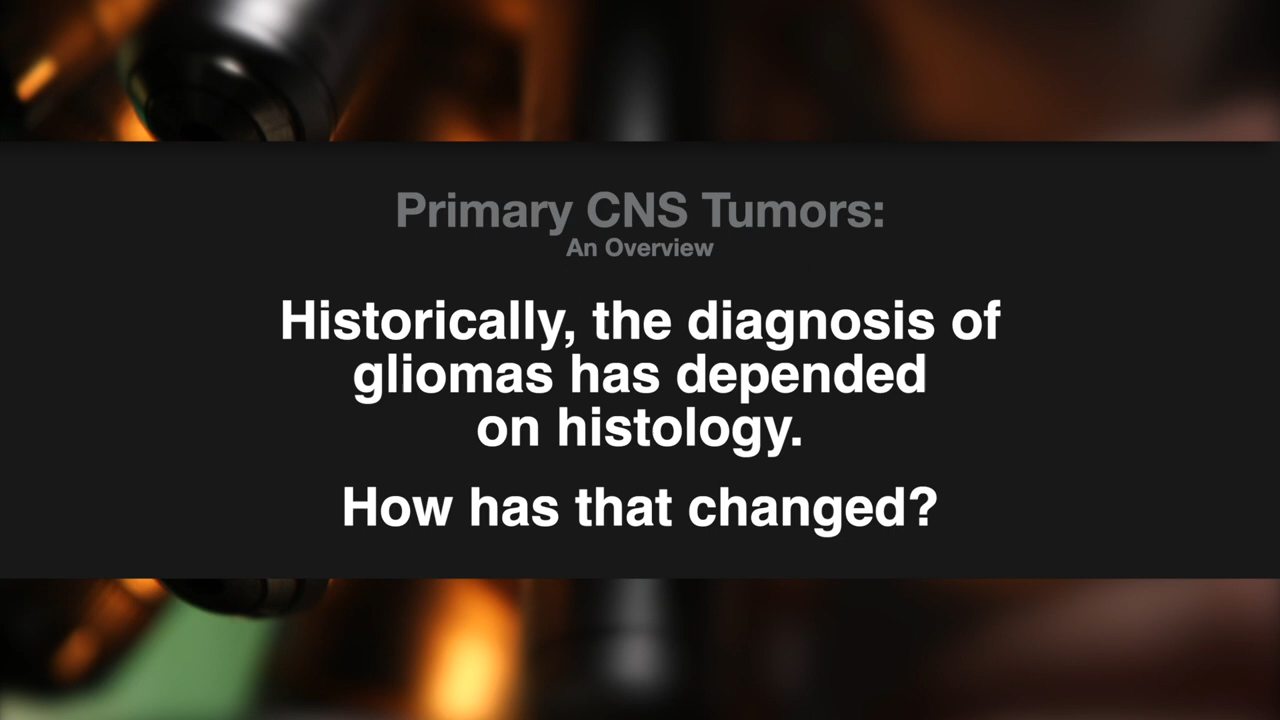 Primary CNS Tumors:
An Overview
Historically, the diagnosis of
gliomas has depended
on histology.
How has that changed?